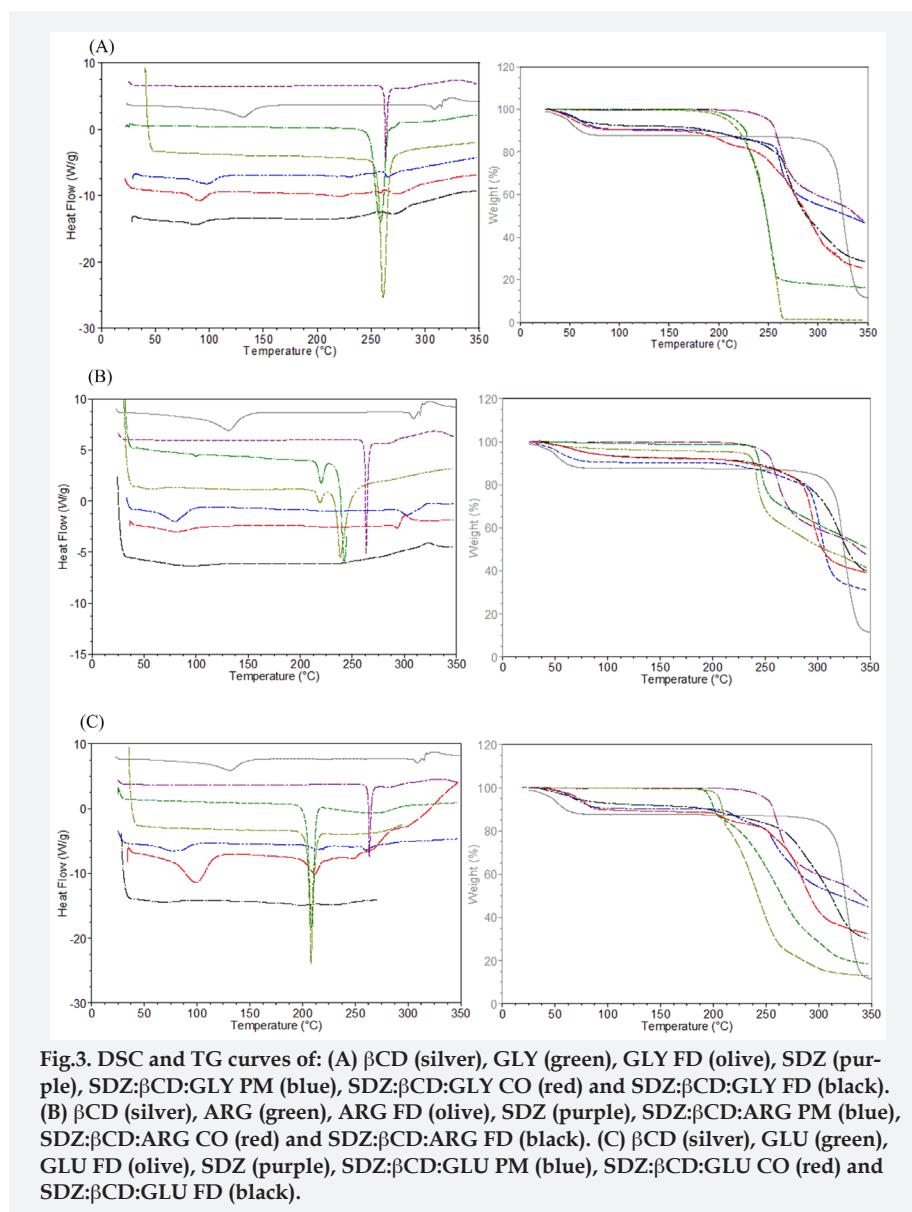 (A)
10
0
-10
-20
-30
Heat Flow (W/g)
0 50 100 150 200 250 300 350
Temperature (°C)
120
100
80
60
40
20
0
Weight (%)
0 50 100 150 200 250 300 350
Temperature (°C)
(B)
10
5
0
-5
-10
-15
Heat Flow (W/g)
0 50 100 150 200 250 300 350
Temperature (°C)
120
100
80
60
40
20
0
Weight (%)
0 50 100 150 200 250 300 350
Temperature (°C)
(C)
10
0
-10
-20
-30
Heat Flow (W/g)
0 50 100 150 200 250 300 350
Temperature (°C)
120
100
80
60
40
20
0
Weight (%)
0 50 100 150 200 250 300 350
Temperature (°C)
Fig.3. DSC and TG curves of: (A) βCD (silver), GLY (green), GLY FD (olive), SDZ (pur-
ple), SDZ:βCD:GLY PM (blue), SDZ:βCD:GLY CO (red) and SDZ:βCD:GLY FD (black).
(B) βCD (silver), ARG (green), ARG FD (olive), SDZ (purple), SDZ:βCD:ARG PM (blue),
SDZ:βCD:ARG CO (red) and SDZ:βCD:ARG FD (black). (C) βCD (silver), GLU (green),
GLU FD (olive), SDZ (purple), SDZ:βCD:GLU PM (blue), SDZ:βCD:GLU CO (red) and
SDZ:βCD:GLU FD (black).